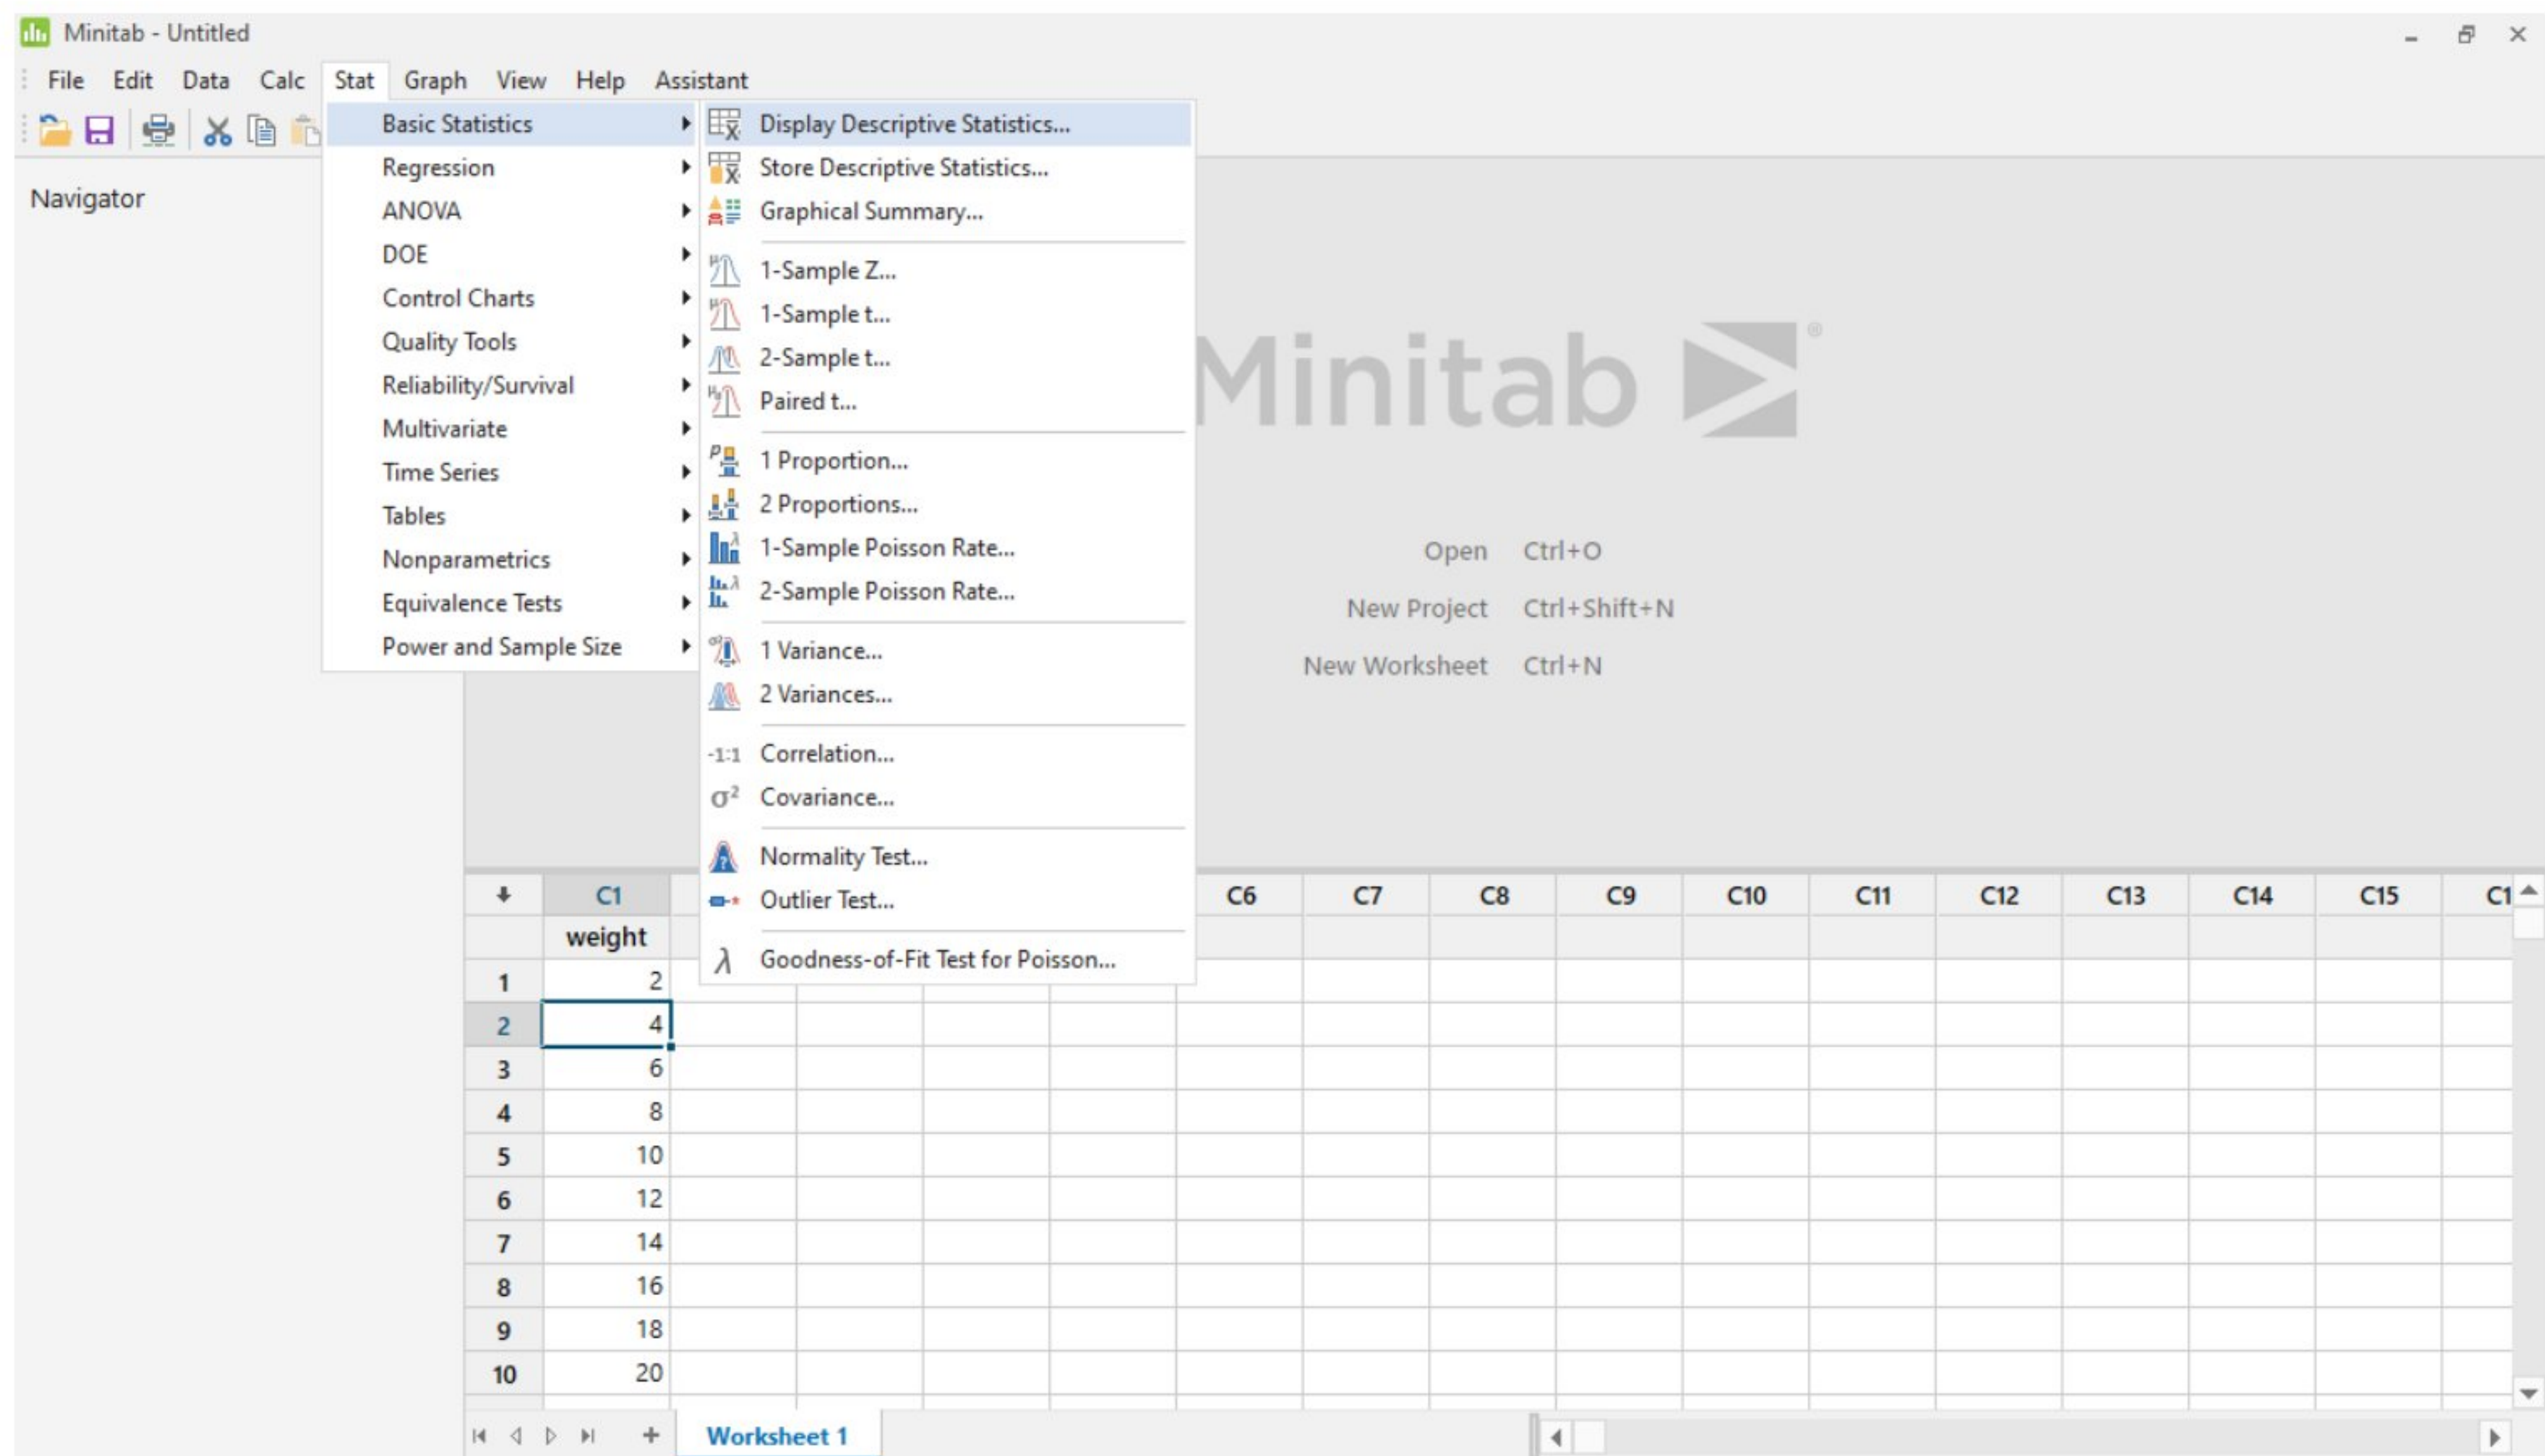 Minitab - Untitled
File Edit Data Calc Stat Graph View Help Assistant
Basic Statistics
Regression
ANOVA
DOE
Control Charts
Quality Tools
Reliability/Survival
Multivariate
Time Series
Tables
Nonparametrics
Equivalence Tests
Power and Sample Size
Display Descriptive Statistics...
Store Descriptive Statistics...
Graphical Summary...
1-Sample Z...
1-Sample t...
2-Sample t...
Paired t...
1 Proportion...
2 Proportions...
1-Sample Poisson Rate...
2-Sample Poisson Rate...
1 Variance...
2 Variances...
-1:1 Correlation...
σ² Covariance...
Normality Test...
Outlier Test...
λ Goodness-of-Fit Test for Poisson...
Navigator
Minitab ®
Open Ctrl+O
New Project Ctrl+Shift+N
New Worksheet Ctrl+N
C1 C6 C7 C8 C9 C10 C11 C12 C13 C14 C15 C1
weight
1 2
2 4
3 6
4 8
5 10
6 12
7 14
8 16
9 18
10 20
+ Worksheet 1